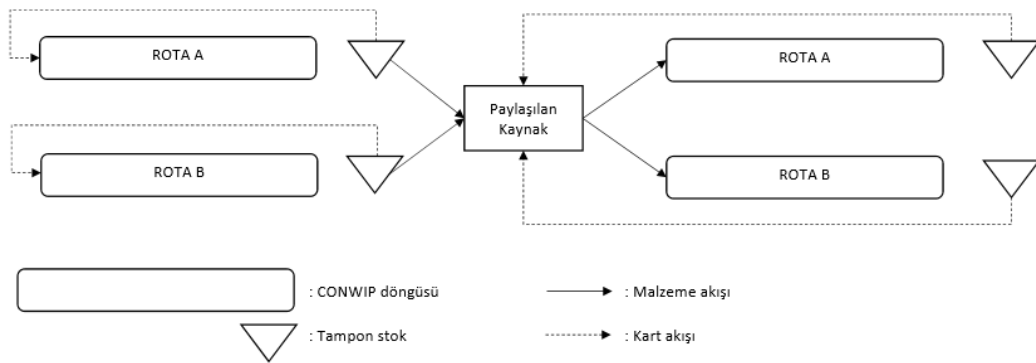 ROTA A
ROTA A
Paylaşılan
Kaynak
ROTA B
ROTA B
: CONWIP döngüsü
: Malzeme akışı
: Tampon stok
: Kart akışı